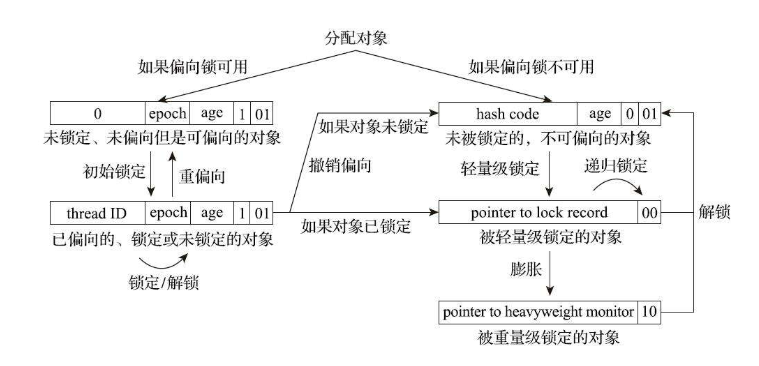 分配对象
如果偏向锁可用
如果偏向锁不可用
0 epoch age 1 01
未锁定、未偏向但是可偏向的对象
hash code age 0 01
未被锁定的，不可偏向的对象
如果对象未锁定
初始锁定
重偏向
撤销偏向
轻量级锁定
递归锁定
thread ID epoch age 1 01
已偏向的、锁定或未锁定的对象
锁定/解锁
如果对象已锁定
pointer to lock record 00
被轻量级锁定的对象
解锁
膨胀
pointer to heavyweight monitor 10
被重量级锁定的对象